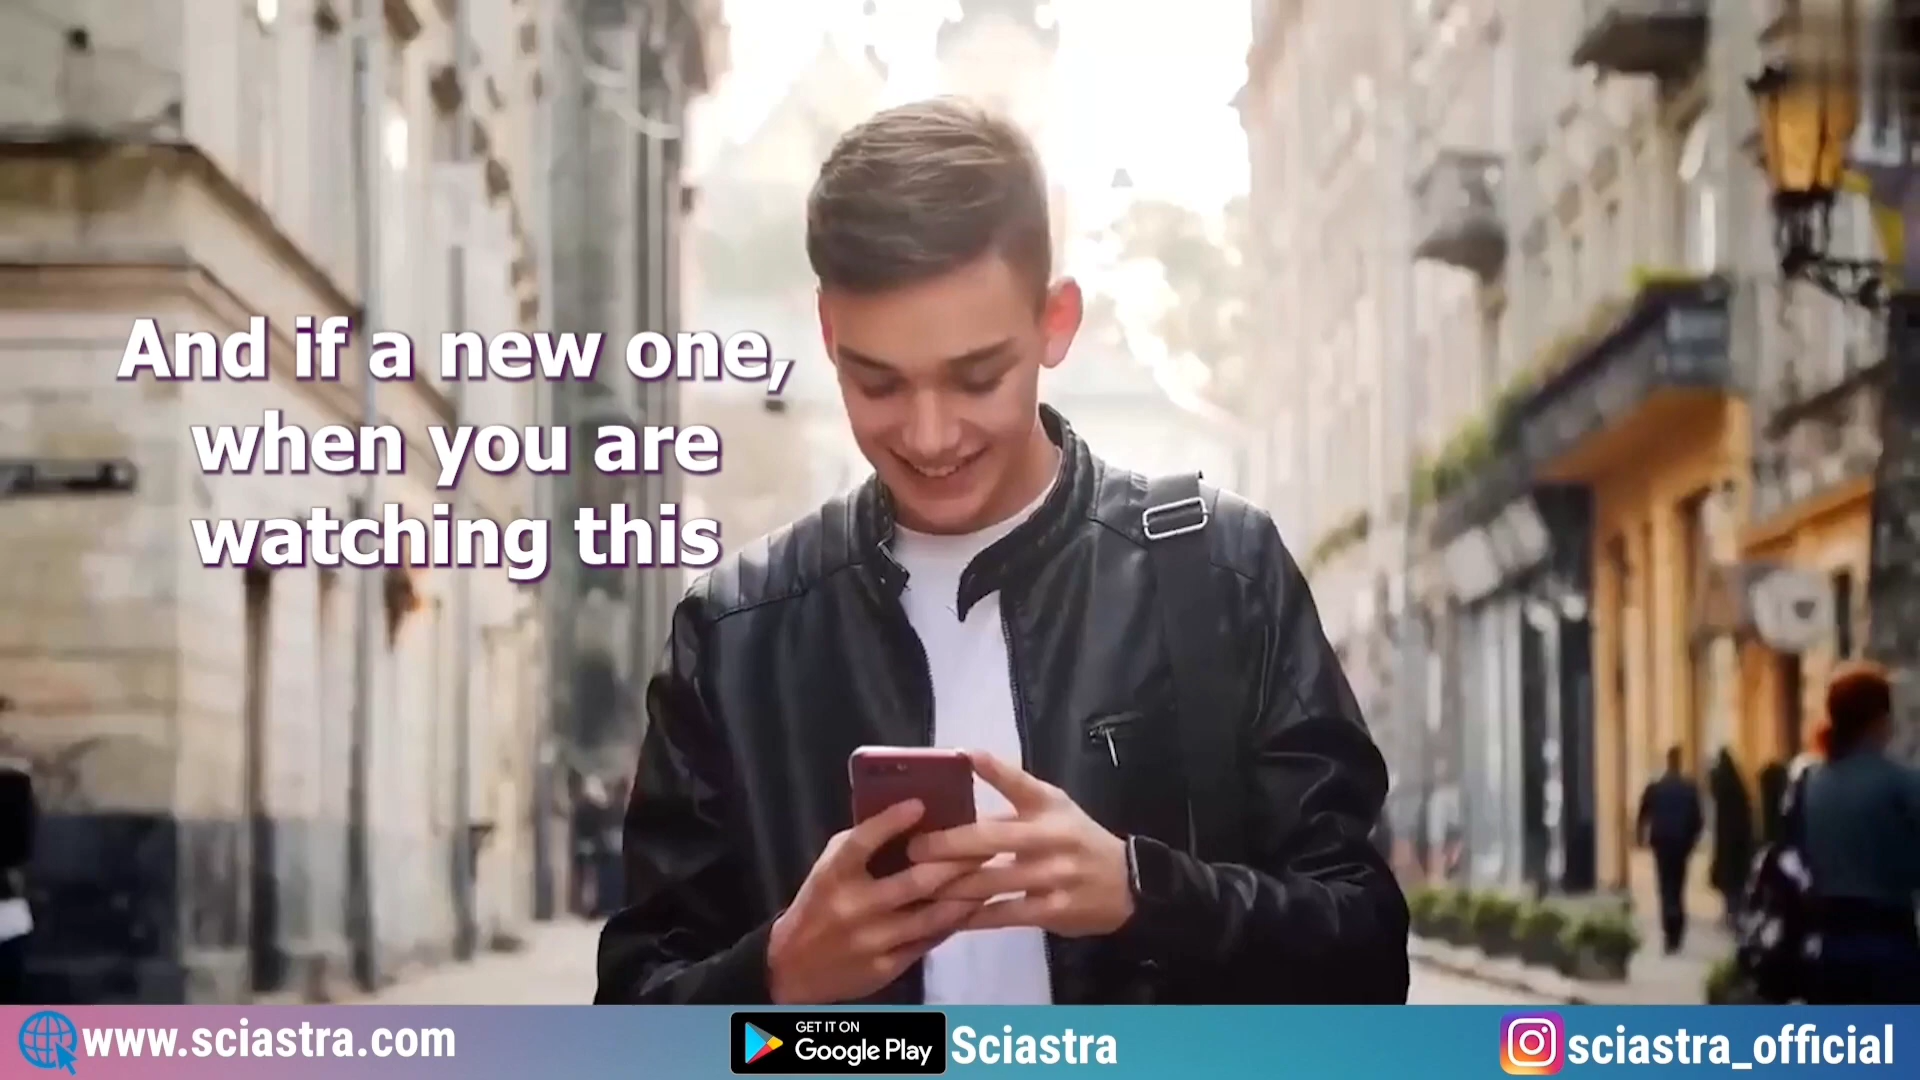 And if a new one,
when you are
watching this
www.sciastra.com
GET IT ON
Google Play
Sciastra
sciastra_official